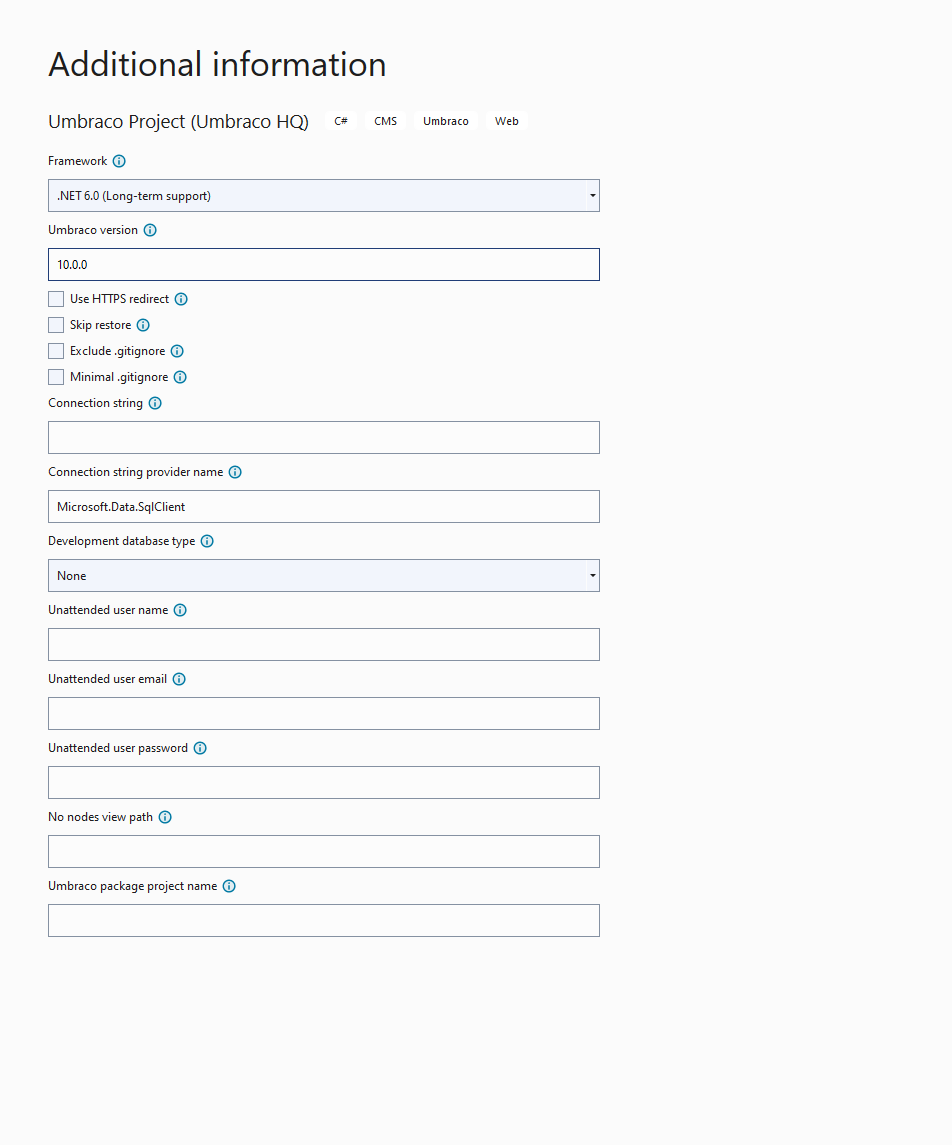 Additional information
Umbraco Project (Umbraco HQ) C# CMS Umbraco Web
Framework
.NET 6.0 (Long-term support)
Umbraco version
10.0.0
Use HTTPS redirect
Skip restore
Exclude .gitignore
Minimal .gitignore
Connection string
Connection string provider name
Microsoft.Data.SqlClient
Development database type
None
Unattended user name
Unattended user email
Unattended user password
No nodes view path
Umbraco package project name